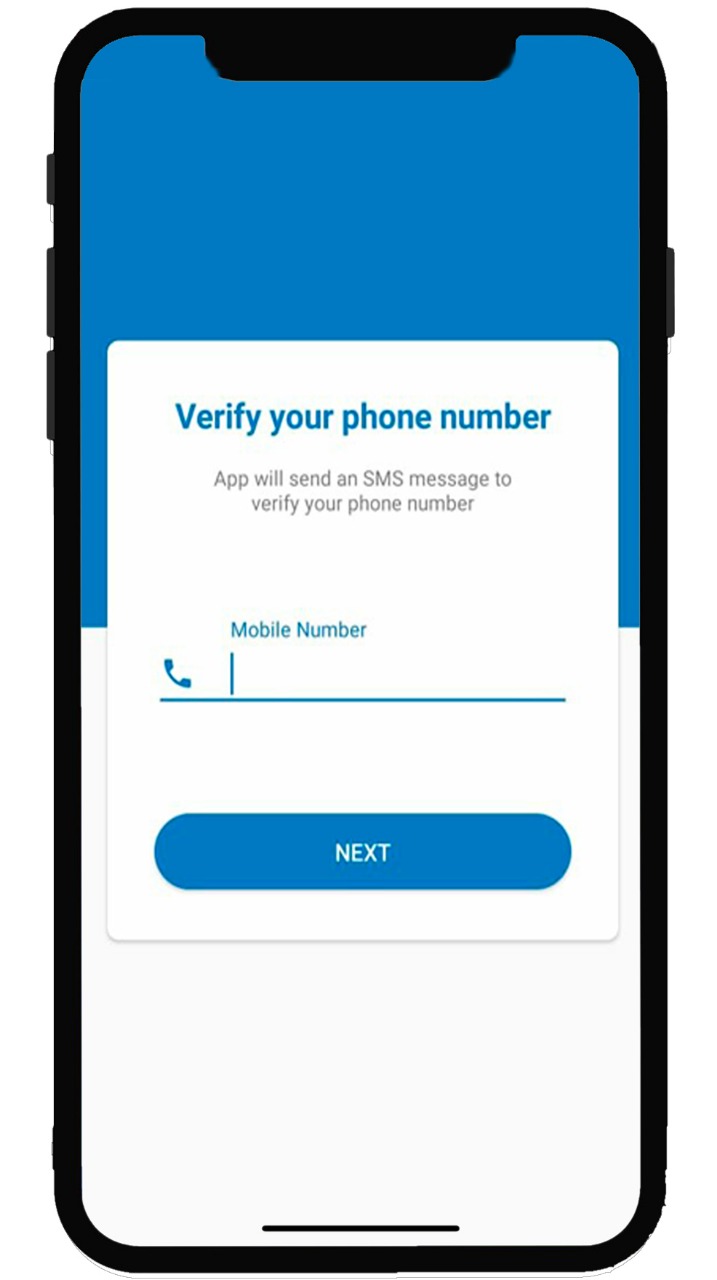 Verify your phone number
App will send an SMS message to
verify your phone number
Mobile Number
NEXT